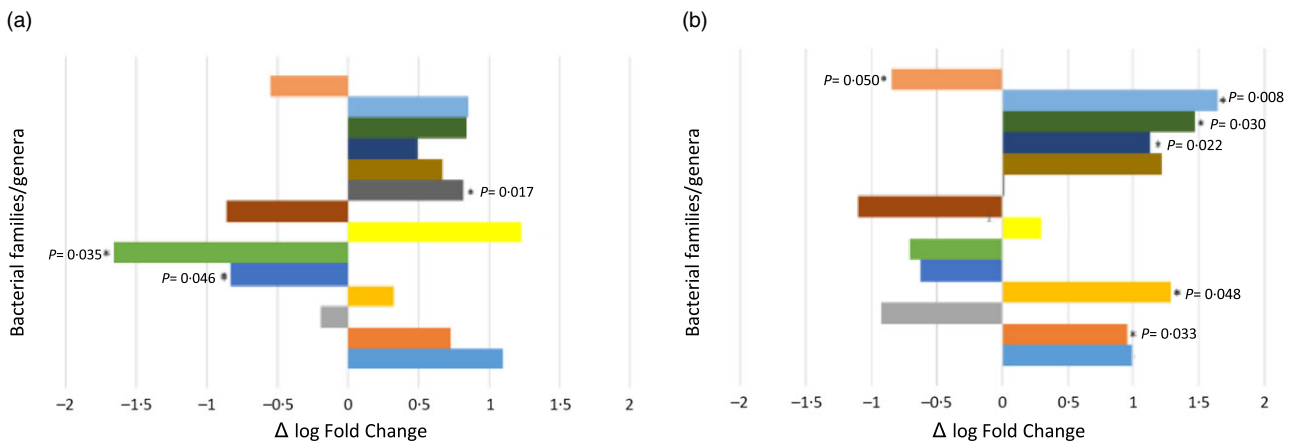 (a)
P= 0·017
P= 0·035
P= 0·046
Bacterial families/genera
–2 –1·5 –1 –0·5 0 0·5 1 1·5 2
Δ log Fold Change
(b)
P= 0·050
P= 0·008
P= 0·030
P= 0·022
P= 0·048
P= 0·033
Bacterial families/genera
–2 –1·5 –1 –0·5 0 0·5 1 1·5 2
Δ log Fold Change